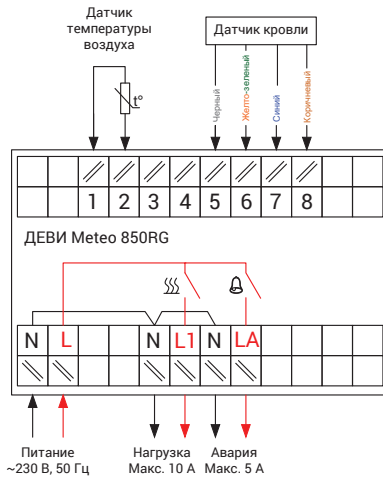 Датчик
температуры
воздуха
Датчик кровли
t°
Черный
Желто-зеленый
Синий
Коричневый
1 2 3 4 5 6 7 8
ДЕВИ Meteo 850RG
N L N L1 N LA
Питание
~230 В, 50 Гц
Нагрузка
Макс. 10 А
Авария
Макс. 5 А